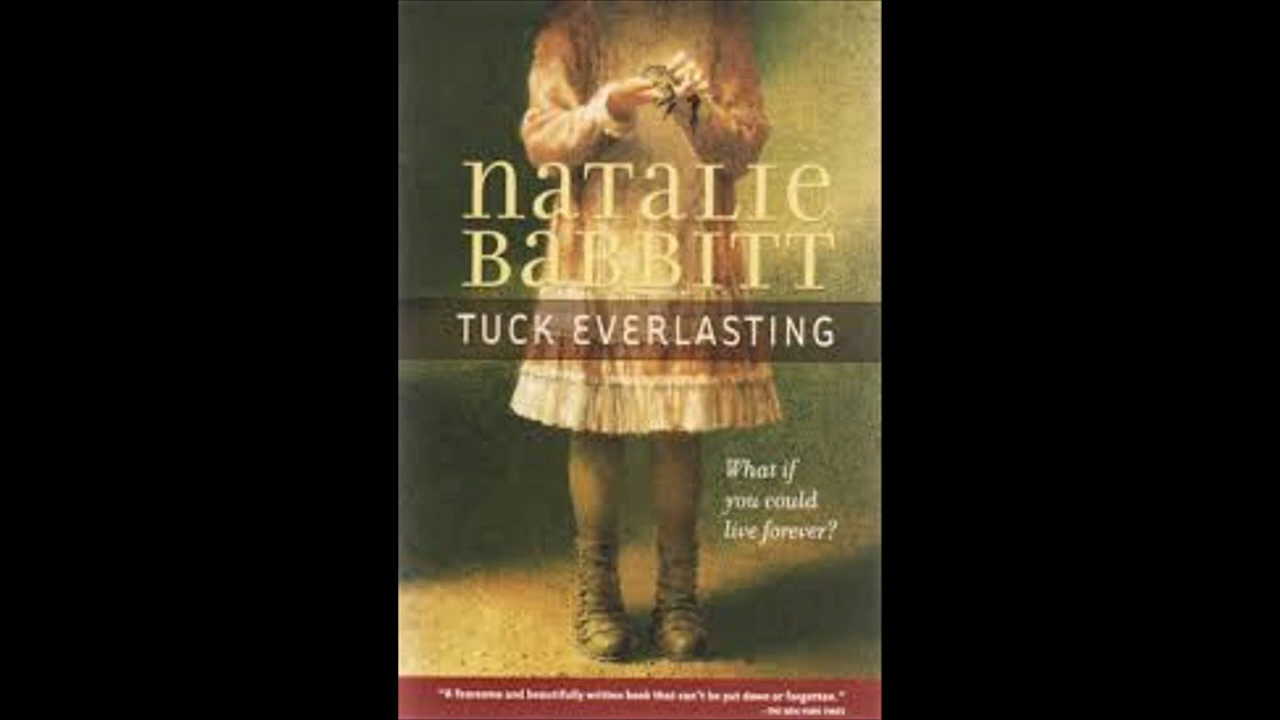 NATALIE
BABBITT
TUCK EVERLASTING
What if
you could
live forever?
"A fearsome and beautifully written book that can't be put down or forgotten."
—THE NEW YORK TIMES